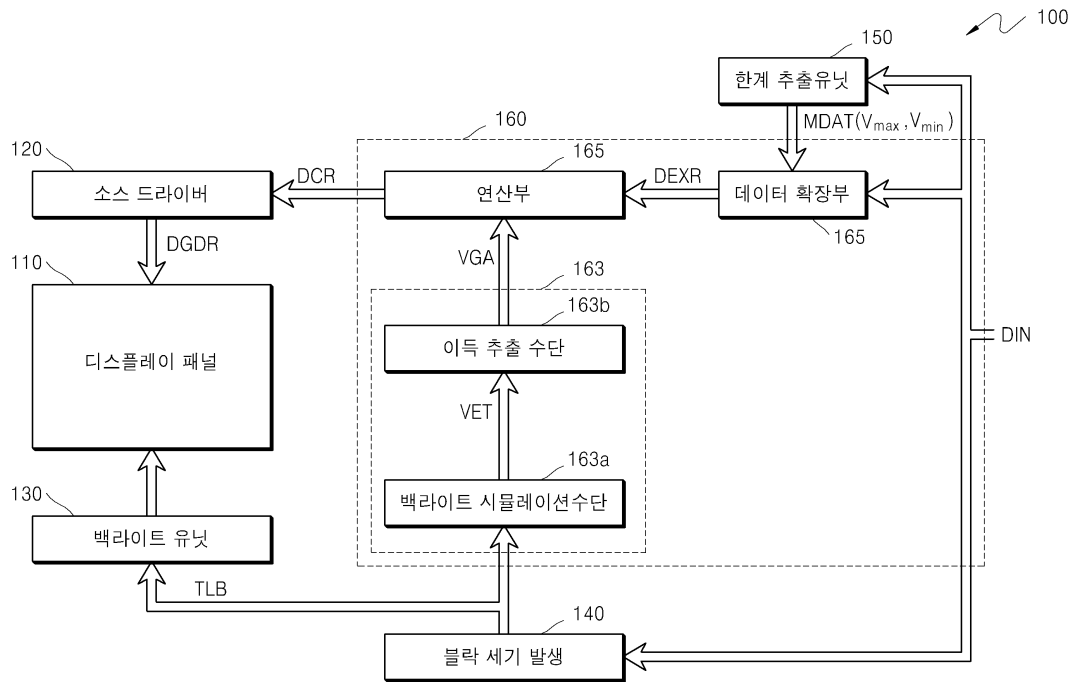 100
150
한계 추출유닛
MDAT(Vmax,Vmin)
160
120
소스 드라이버
DCR
165
연산부
DEXR
데이터 확장부
165
DGDR
VGA
110
디스플레이 패널
163
163b
이득 추출 수단
DIN
VET
163a
백라이트 시뮬레이션수단
130
백라이트 유닛
TLB
140
블락 세기 발생